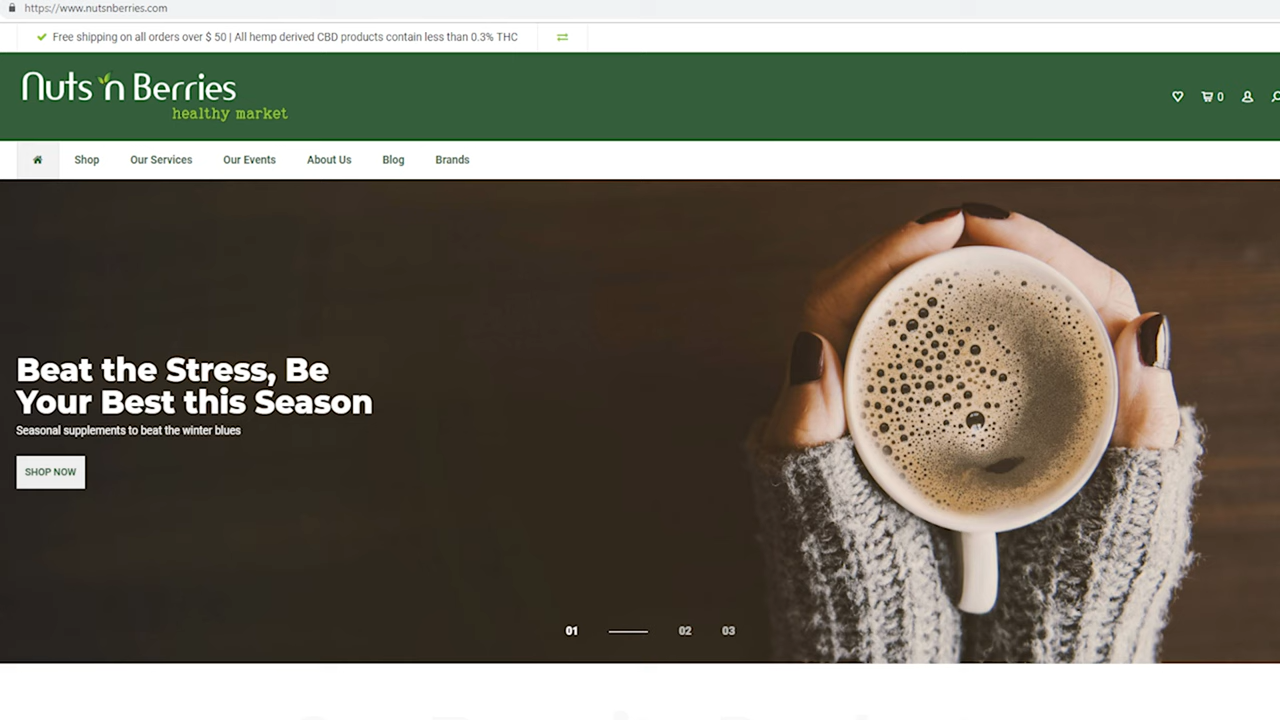 https://www.nutsnberries.com
Free shipping on all orders over $ 50 | All hemp derived CBD products contain less than 0.3% THC
Nuts 'n Berries
healthy market
0
Shop Our Services Our Events About Us Blog Brands
Beat the Stress, Be
Your Best this Season
Seasonal supplements to beat the winter blues
SHOP NOW
01 02 03